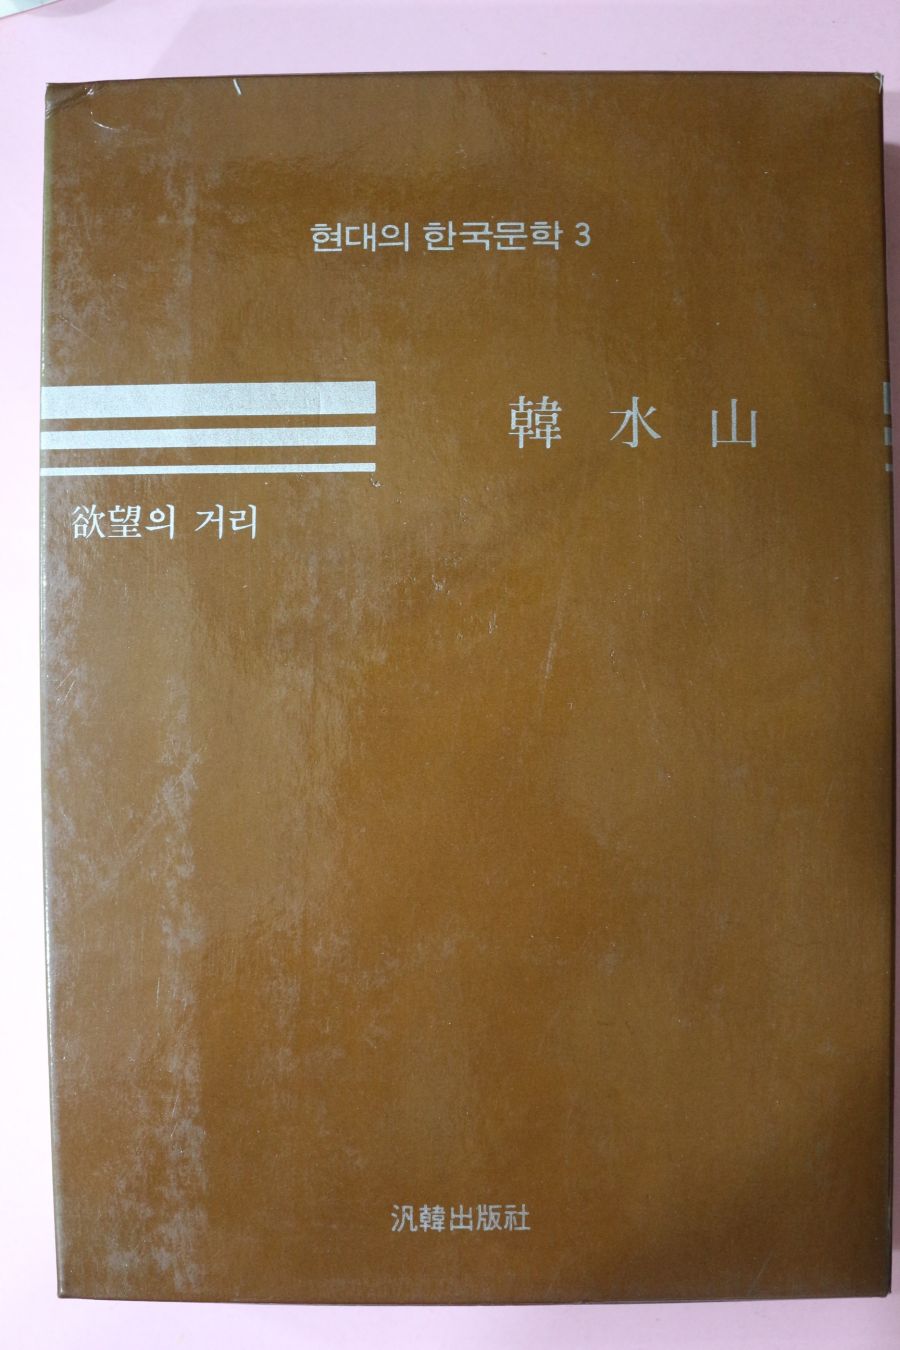 현대의 한국문학 3
韓水山
欲望의 거리
汎韓出版社